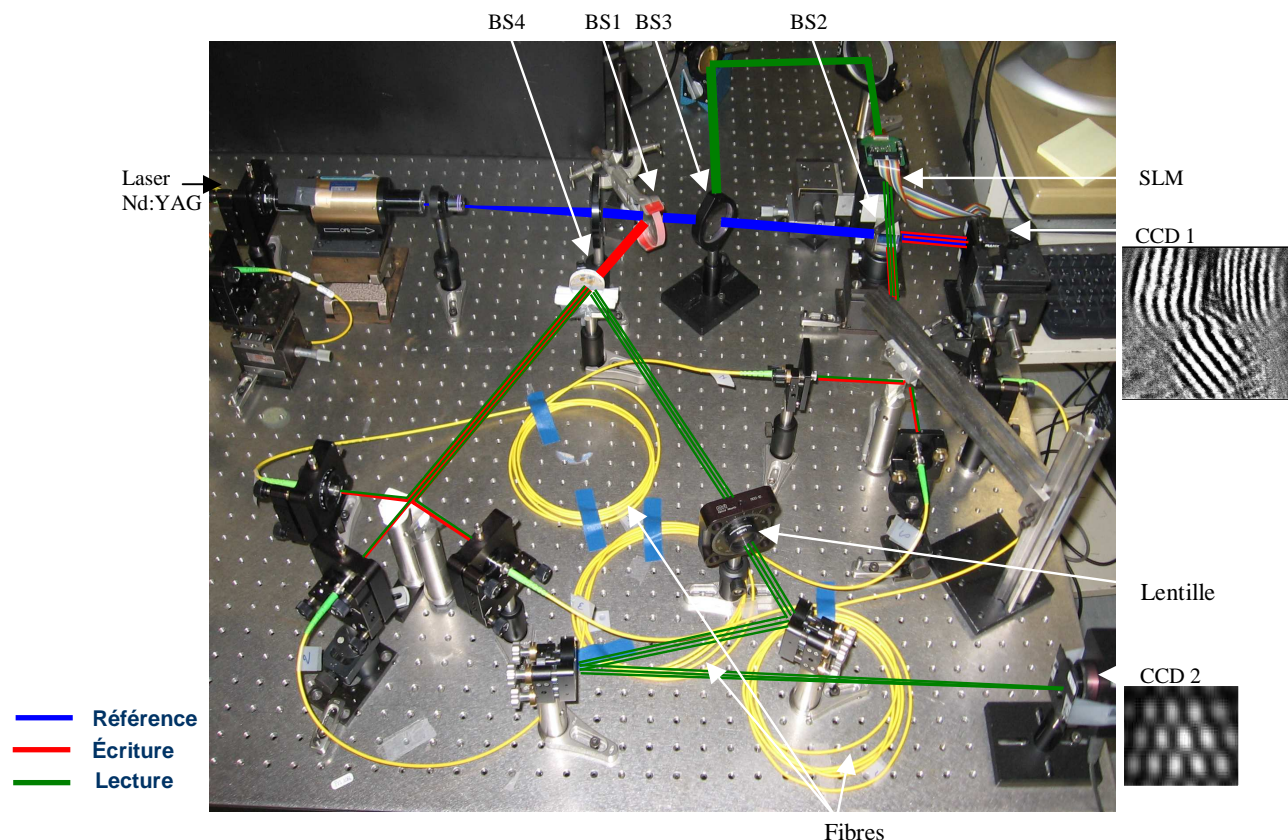 BS4
BS1
BS3
BS2
Laser
Nd:YAG
SLM
CCD 1
Lentille
CCD 2
Référence
Écriture
Lecture
Fibres